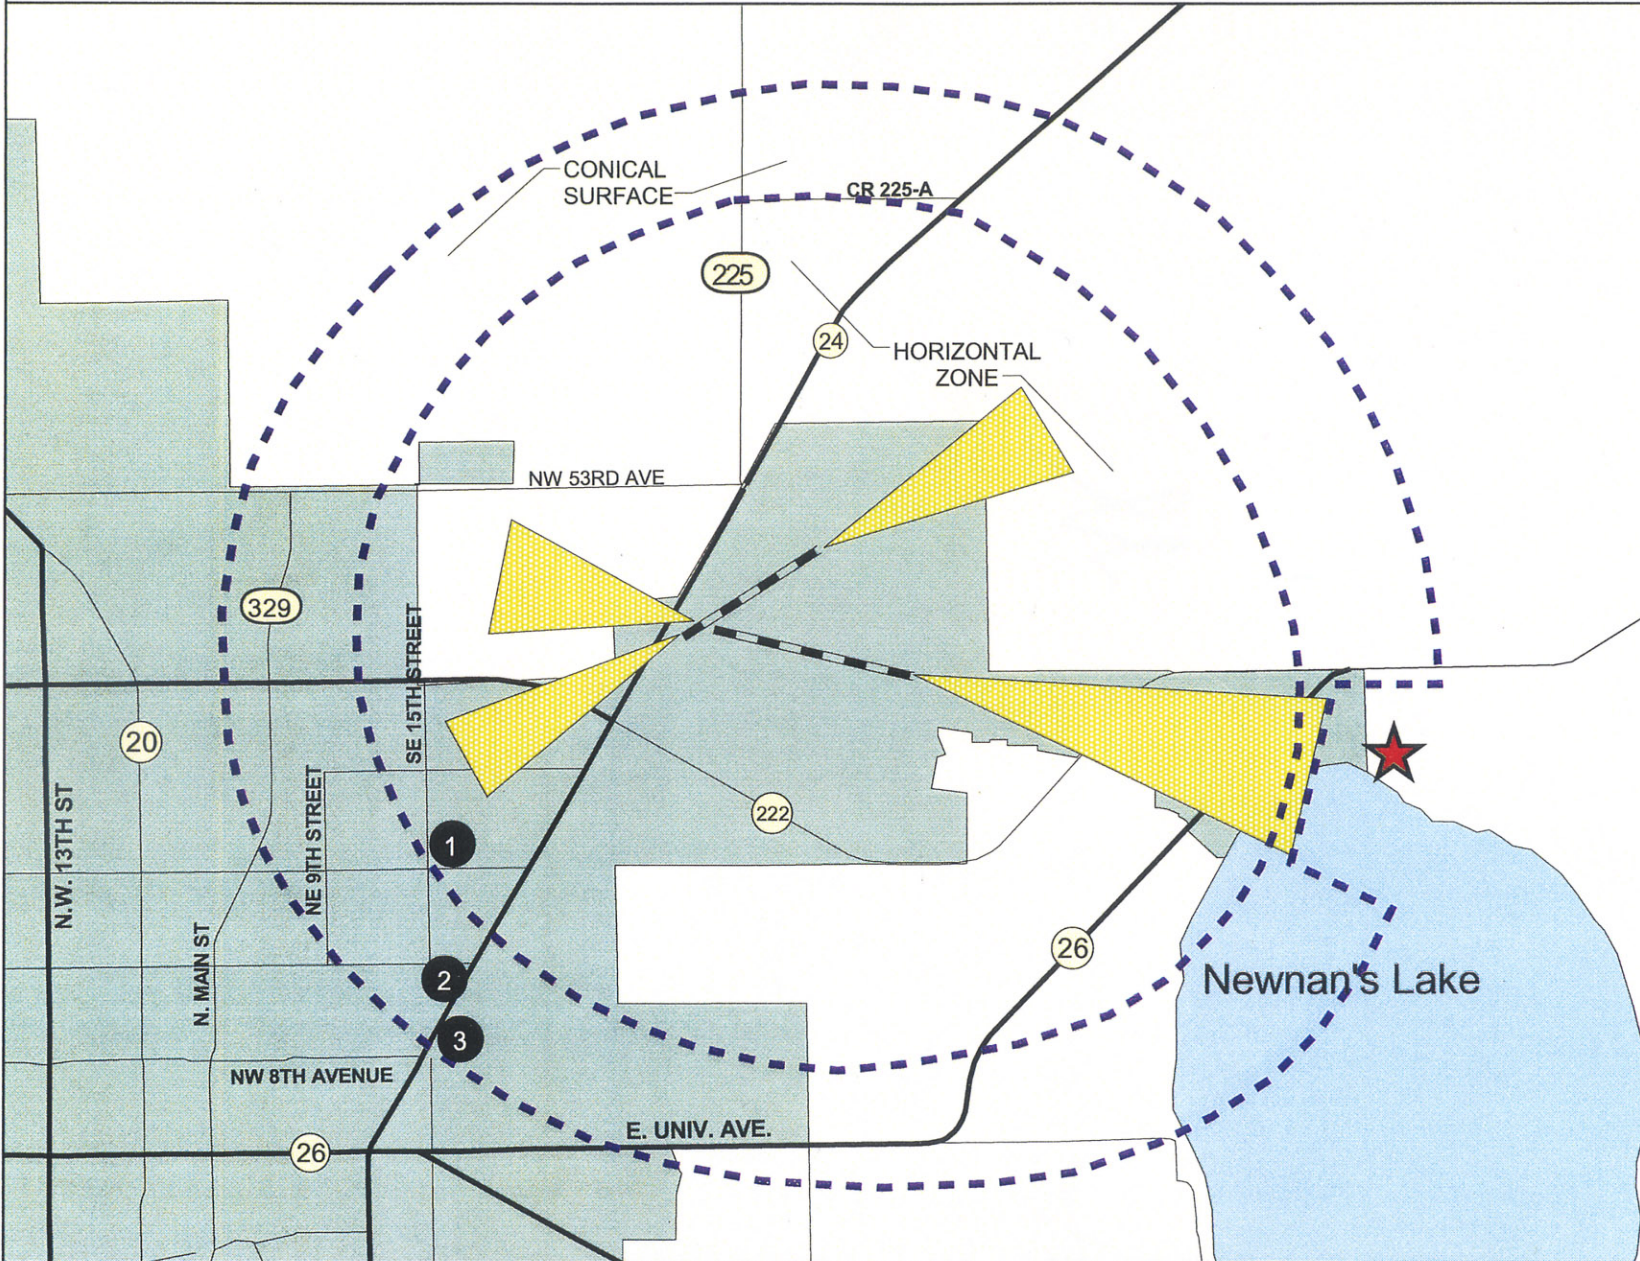 CONICAL
SURFACE
CR 225-A
225
24
HORIZONTAL
ZONE
NW 53RD AVE
329
SE 15TH STREET
20
N.W. 13TH ST
NE 9TH STREET
222
1
N. MAIN ST
26
2
Newnan's Lake
3
NW 8TH AVENUE
E. UNIV. AVE.
26